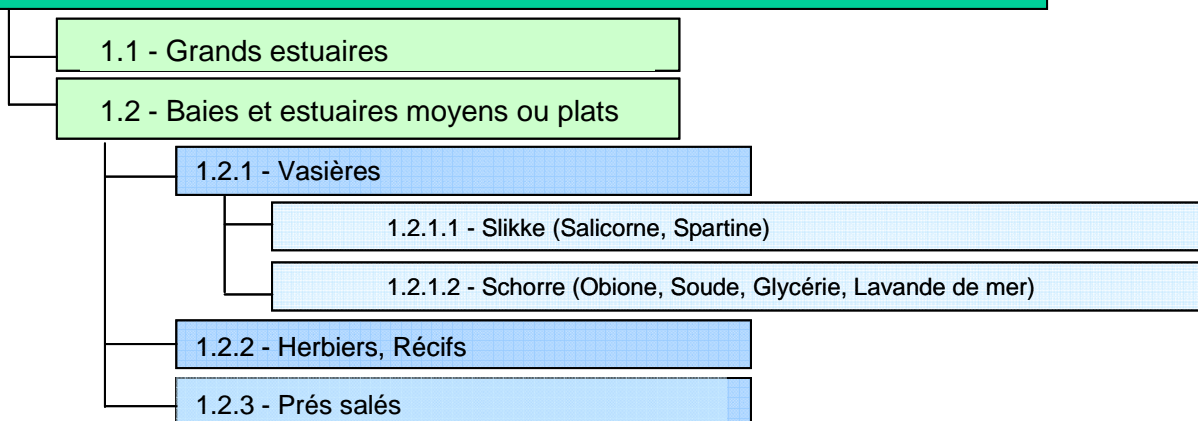 1.1 - Grands estuaires
1.2 - Baies et estuaires moyens ou plats
1.2.1 - Vasières
1.2.1.1 - Slikke (Salicorne, Spartine)
1.2.1.2 - Schorre (Obione, Soude, Glycérie, Lavande de mer)
1.2.2 - Herbiers, Récifs
1.2.3 - Prés salés